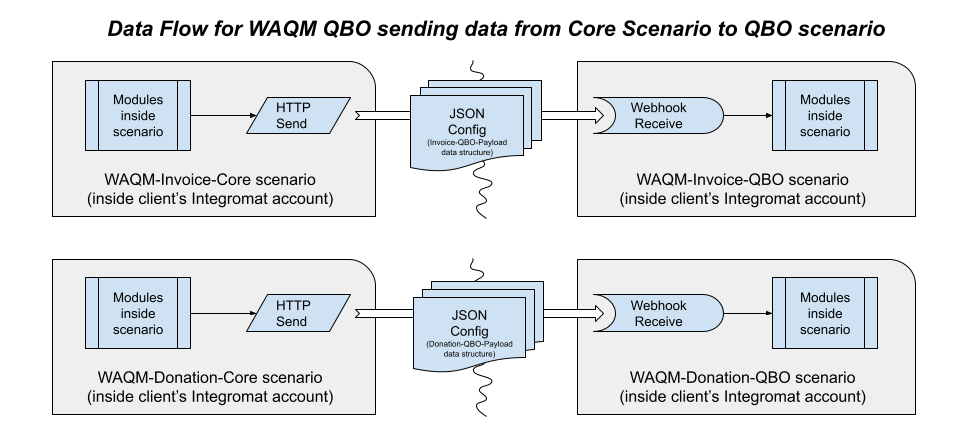 Data Flow for WAQM QBO sending data from Core Scenario to QBO scenario
Modules
inside
scenario
HTTP
Send
JSON
Config
(Invoice-QBO-Payload
data structure)
Webhook
Receive
Modules
inside
scenario
WAQM-Invoice-Core scenario
(inside client's Integromat account)
WAQM-Invoice-QBO scenario
(inside client's Integromat account)
Modules
inside
scenario
HTTP
Send
JSON
Config
(Donation-QBO-Payload
data structure)
Webhook
Receive
Modules
inside
scenario
WAQM-Donation-Core scenario
(inside client's Integromat account)
WAQM-Donation-QBO scenario
(inside client's Integromat account)